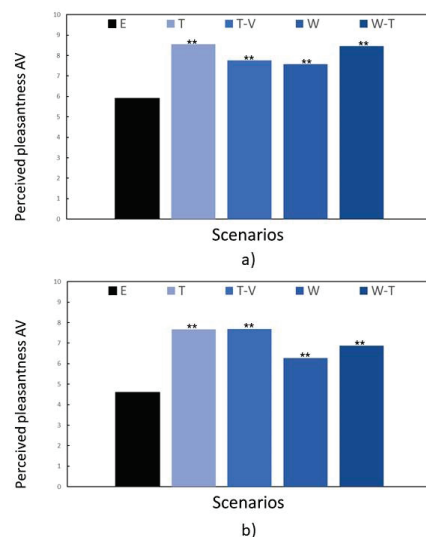 E T T-V W W-T
10
9
8
7
6
5
4
3
2
1
0
** ** ** **
Perceived pleasantness AV
Scenarios
a)
E T T-V W W-T
10
9
8
7
6
5
4
3
2
1
0
** ** ** **
Perceived pleasantness AV
Scenarios
b)